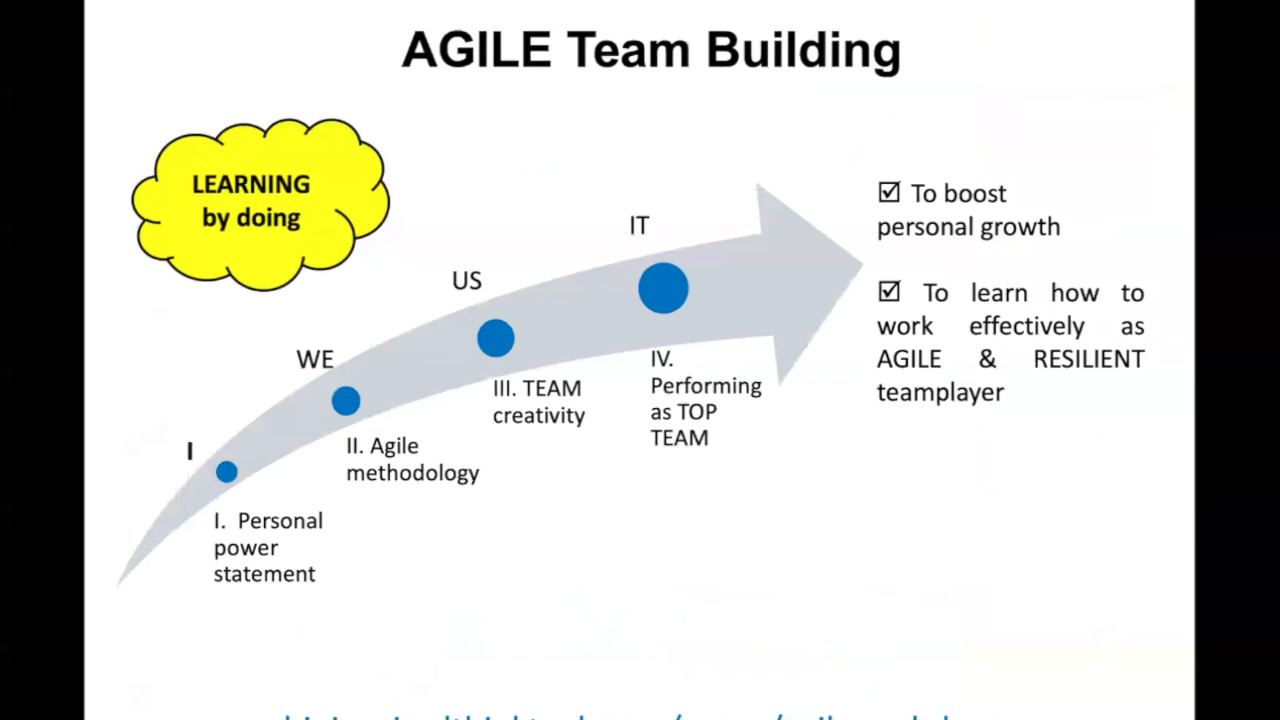 AGILE Team Building
LEARNING
by doing
I
WE
US
IT
I. Personal
power
statement
II. Agile
methodology
III. TEAM
creativity
IV.
Performing
as TOP
TEAM
☑ To boost
personal growth
☑ To learn how to
work effectively as
AGILE & RESILIENT
teamplayer